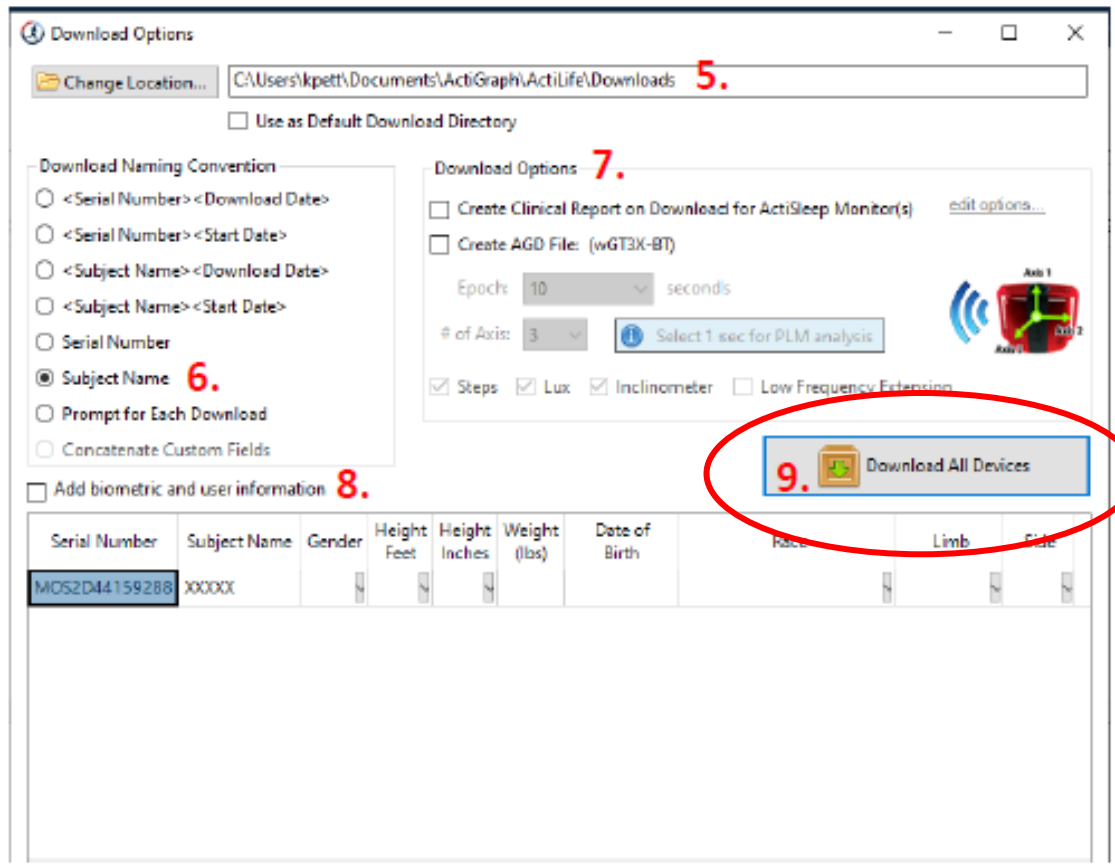 Download Options
Change Location... C:\Users\kpett\Documents\ActiGraph\ActiLife\Downloads 5.
Use as Default Download Directory
Download Naming Convention
<Serial Number><Download Date>
<Serial Number><Start Date>
<Subject Name><Download Date>
<Subject Name><Start Date>
Serial Number
Subject Name 6.
Prompt for Each Download
Concatenate Custom Fields
Download Options 7.
Create Clinical Report on Download for ActiSleep Monitor(s) edit options...
Create AGD File: (wGT3X-BT)
Epoch: 10 seconds
# of Axis: 3 Select 1 sec for PLM analysis
Steps Lux Inclinometer Low Frequency Extension
Axis 1
Axis 2
Axis 3
9. Download All Devices
Add biometric and user information 8.
Serial Number Subject Name Gender Height Feet Height Inches Weight (lbs) Date of Birth Race Limb Side
MOS2D44159288 XXXXX